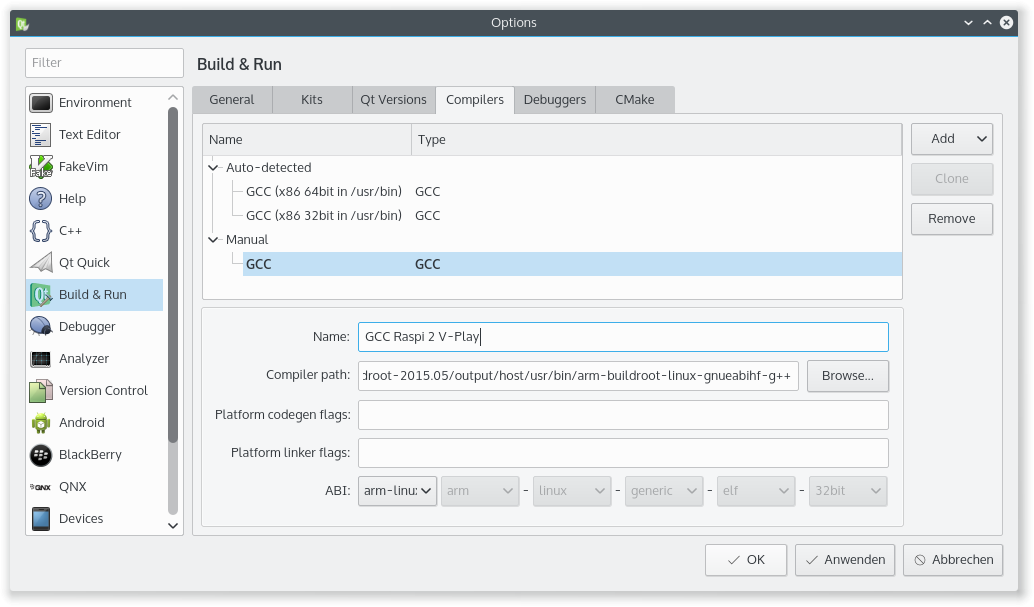 Options
Filter
Build & Run
Environment
Text Editor
FakeVim
Help
C++
Qt Quick
Build & Run
Debugger
Analyzer
Version Control
Android
BlackBerry
QNX
Devices
General Kits Qt Versions Compilers Debuggers CMake
Name Type
Auto-detected
GCC (x86 64bit in /usr/bin) GCC
GCC (x86 32bit in /usr/bin) GCC
Manual
GCC GCC
Add
Clone
Remove
Name: GCC Raspi 2 V-Play
Compiler path: droot-2015.05/output/host/usr/bin/arm-buildroot-linux-gnueabihf-g++ Browse...
Platform codegen flags:
Platform linker flags:
ABI: arm-linu: arm - linux - generic - elf - 32bit
OK Anwenden Abbrechen